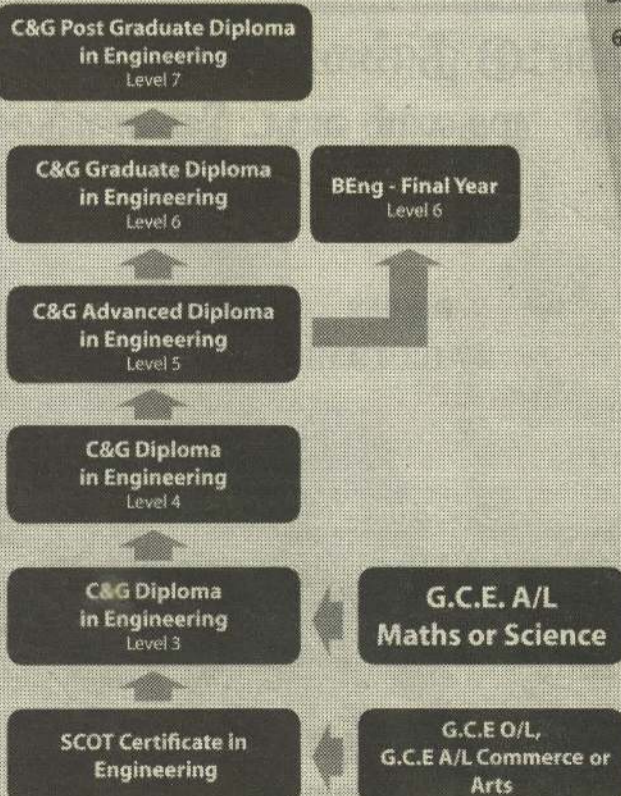 C&G Post Graduate Diploma
in Engineering
Level 7
C&G Graduate Diploma
in Engineering
Level 6
BEng - Final Year
Level 6
C&G Advanced Diploma
in Engineering
Level 5
C&G Diploma
in Engineering
Level 4
C&G Diploma
in Engineering
Level 3
G.C.E. A/L
Maths or Science
SCOT Certificate in
Engineering
G.C.E O/L,
G.C.E A/L Commerce or
Arts